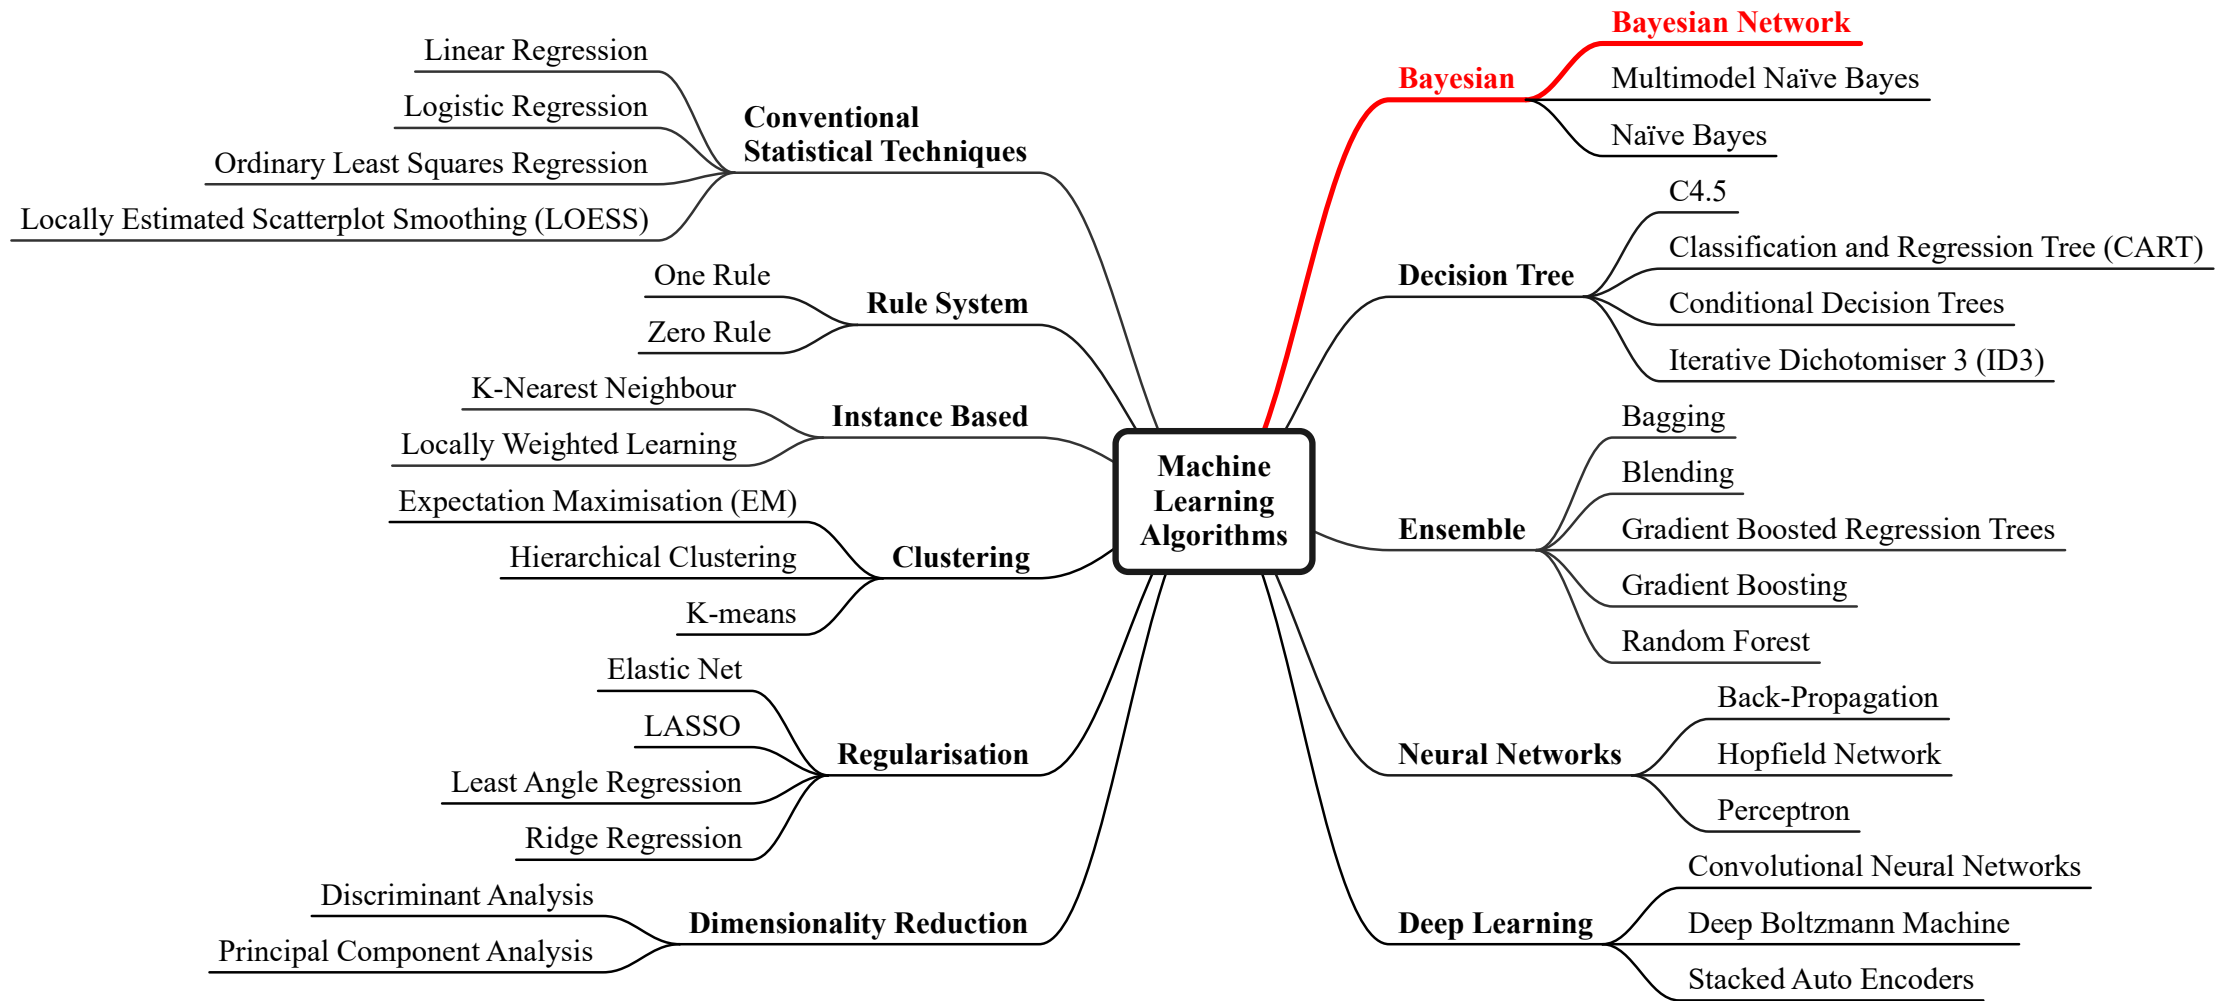 Machine
Learning
Algorithms
Conventional
Statistical Techniques
Linear Regression
Logistic Regression
Ordinary Least Squares Regression
Locally Estimated Scatterplot Smoothing (LOESS)
Rule System
One Rule
Zero Rule
Instance Based
K-Nearest Neighbour
Locally Weighted Learning
Clustering
Expectation Maximisation (EM)
Hierarchical Clustering
K-means
Regularisation
Elastic Net
LASSO
Least Angle Regression
Ridge Regression
Dimensionality Reduction
Discriminant Analysis
Principal Component Analysis
Bayesian
Bayesian Network
Multimodel Naïve Bayes
Naïve Bayes
Decision Tree
C4.5
Classification and Regression Tree (CART)
Conditional Decision Trees
Iterative Dichotomiser 3 (ID3)
Ensemble
Bagging
Blending
Gradient Boosted Regression Trees
Gradient Boosting
Random Forest
Neural Networks
Back-Propagation
Hopfield Network
Perceptron
Deep Learning
Convolutional Neural Networks
Deep Boltzmann Machine
Stacked Auto Encoders